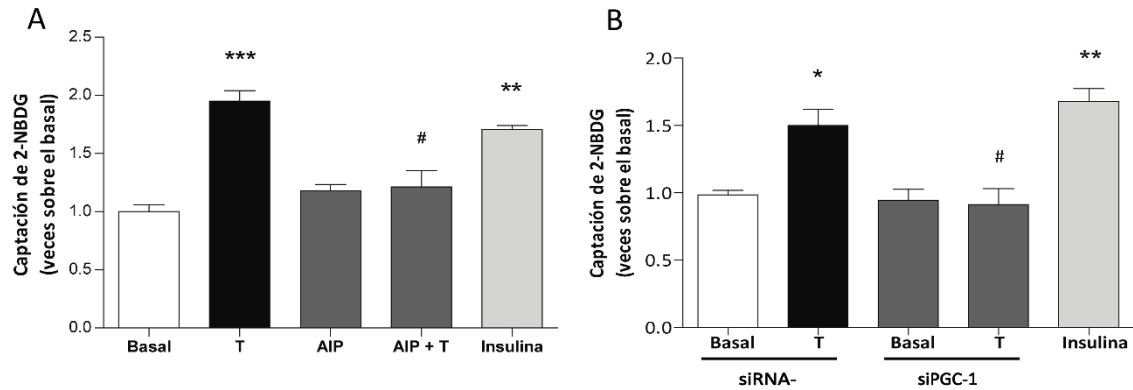 A
Captación de 2-NBDG
(veces sobre el basal)
2.5
2.0
1.5
1.0
0.5
0.0
***
#
**
Basal
T
AIP
AIP + T
Insulina
B
Captación de 2-NBDG
(veces sobre el basal)
2.0
1.5
1.0
0.5
0.0
*
#
**
Basal
T
Basal
T
Insulina
siRNA-
siPGC-1